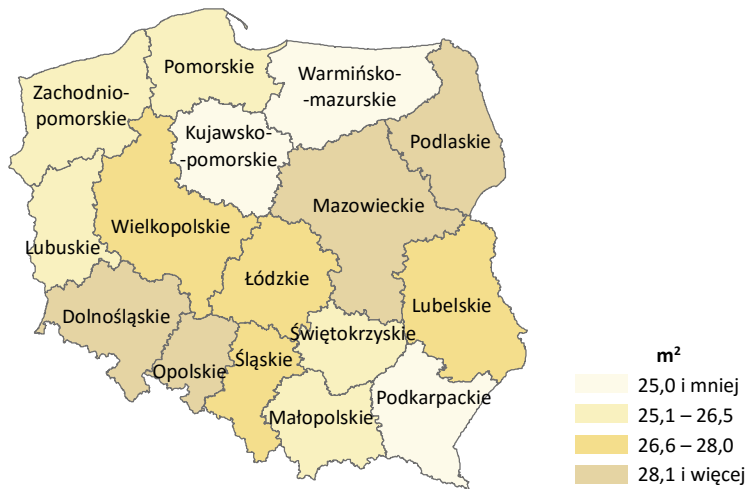 Pomorskie
Warmińsko-
-mazurskie
Zachodnio-
pomorskie
Kujawsko-
-pomorskie
Podlaskie
Mazowieckie
Wielkopolskie
Lubuskie
Łódzkie
Lubelskie
Dolnośląskie
Świętokrzyskie
Śląskie
Opolskie
Podkarpackie
Małopolskie
m²
25,0 i mniej
25,1 – 26,5
26,6 – 28,0
28,1 i więcej